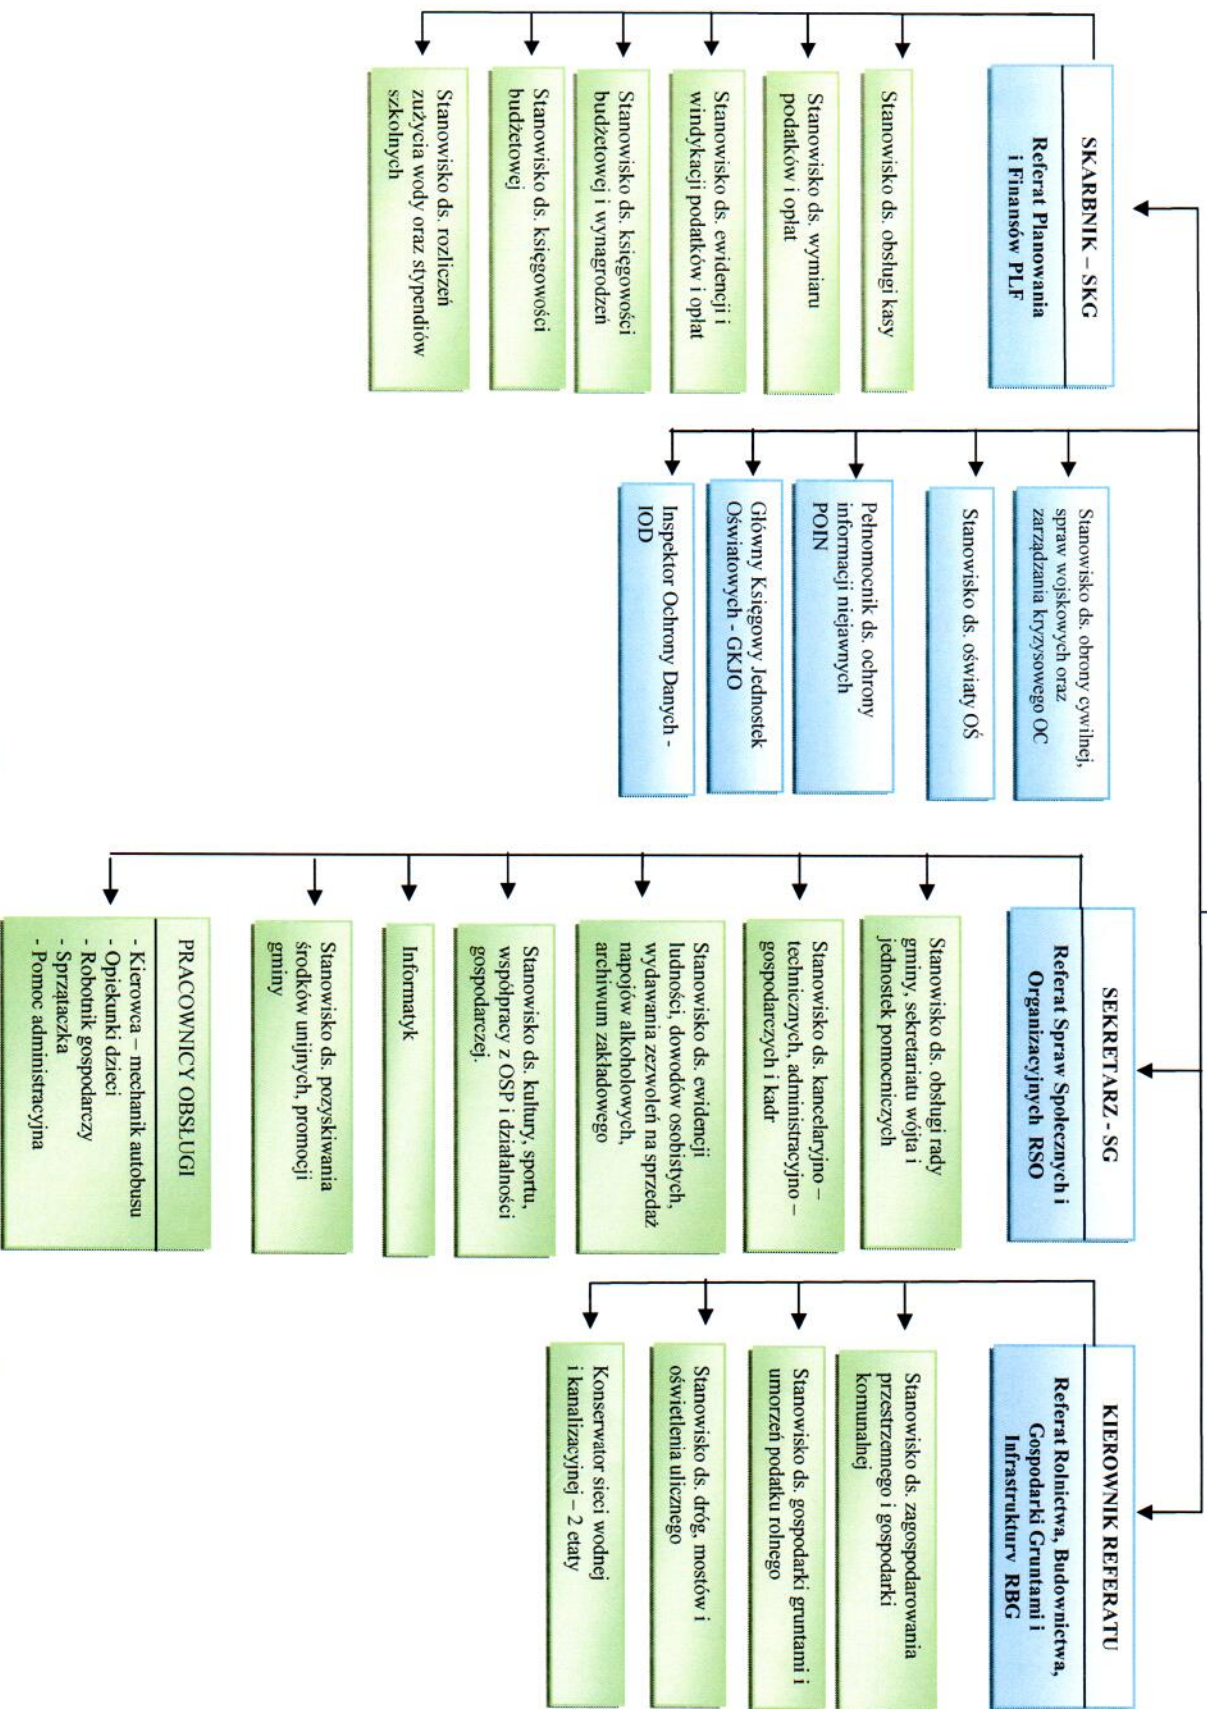 SKARBNIK – SKG
Referat Planowania
i Finansów PLF
Stanowisko ds. obsługi kasy
Stanowisko ds. wymiaru
podatków i opłat
Stanowisko ds. ewidencji i
windykacji podatków i opłat
Stanowisko ds. księgowości
budżetowej i wynagrodzeń
Stanowisko ds. księgowości
budżetowej
Stanowisko ds. rozliczeń
zużycia wody oraz stypendiów
szkolnych
Stanowisko ds. obrony cywilnej,
spraw wojskowych oraz
zarządzania kryzysowego OC
Stanowisko ds. oświaty OŚ
Pełnomocnik ds. ochrony
informacji niejawnych
POIN
Główny Księgowy Jednostek
Oświatowych - GKJO
Inspektor Ochrony Danych -
IOD
SEKRETARZ - SG
Referat Spraw Społecznych i
Organizacyjnych RSO
Stanowisko ds. obsługi rady
gminy, sekretariatu wójta i
jednostek pomocniczych
Stanowisko ds. kancelaryjno –
technicznych, administracyjno –
gospodarczych i kadr
Stanowisko ds. ewidencji
ludności, dowodów osobistych,
wydawania zezwoleń na sprzedaż
napojów alkoholowych,
archiwum zakładowego
Stanowisko ds. kultury, sportu,
współpracy z OSP i działalności
gospodarczej.
Informatyk
Stanowisko ds. pozyskiwania
środków unijnych, promocji
gminy
PRACOWNICY OBSŁUGI
- Kierowca – mechanik autobusu
- Opiekunki dzieci
- Robotnik gospodarczy
- Sprzątaczka
- Pomoc administracyjna
KIEROWNIK REFERATU
Referat Rolnictwa, Budownictwa,
Gospodarki Gruntami i
Infrastruktury RBG
Stanowisko ds. zagospodarowania
przestrzennego i gospodarki
komunalnej
Stanowisko ds. gospodarki gruntami i
umorzeń podatku rolnego
Stanowisko ds. dróg, mostów i
oświetlenia ulicznego
Konserwator sieci wodnej
i kanalizacyjnej – 2 etaty